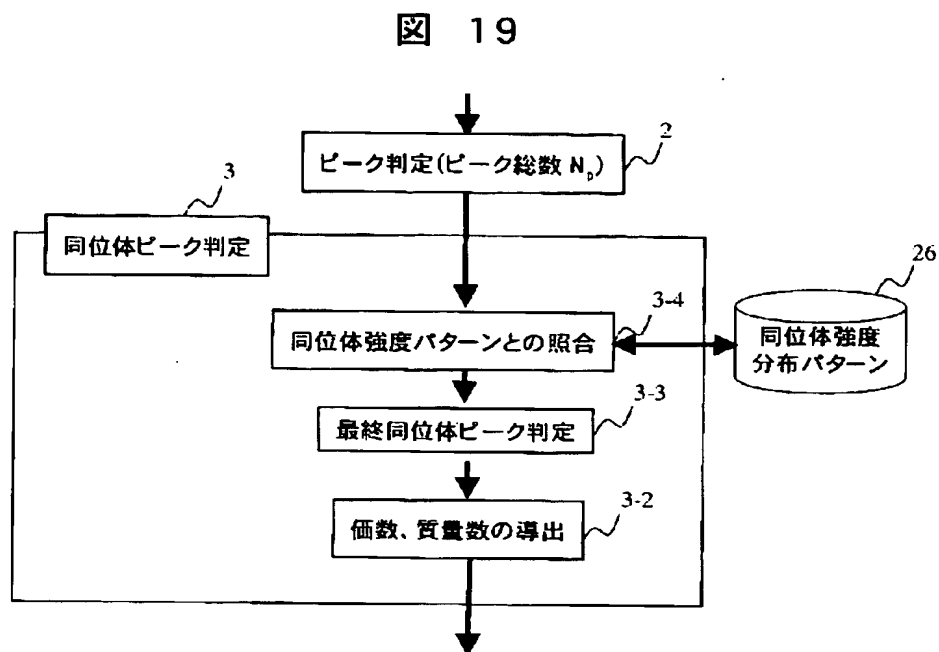 図 19
2
ピーク判定(ピーク総数 Np)
3
同位体ピーク判定
26
3-4
同位体強度パターンとの照合
同位体強度
分布パターン
3-3
最終同位体ピーク判定
3-2
価数、質量数の導出